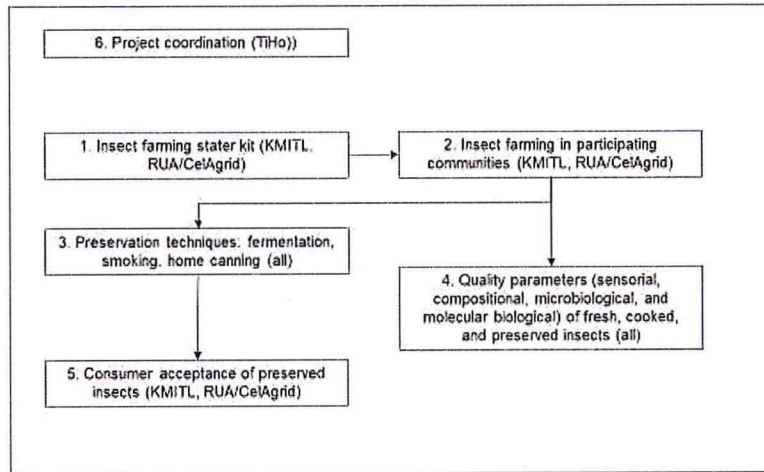 6. Project coordination (TiHo))
1. Insect farming stater kit (KMITL,
RUA/CelAgrid)
2. Insect farming in participating
communities (KMITL, RUA/CelAgrid)
3. Preservation techniques: fermentation,
smoking, home canning (all)
4. Quality parameters (sensorial,
compositional, microbiological, and
molecular biological) of fresh, cooked,
and preserved insects (all)
5. Consumer acceptance of preserved
insects (KMITL, RUA/CelAgrid)